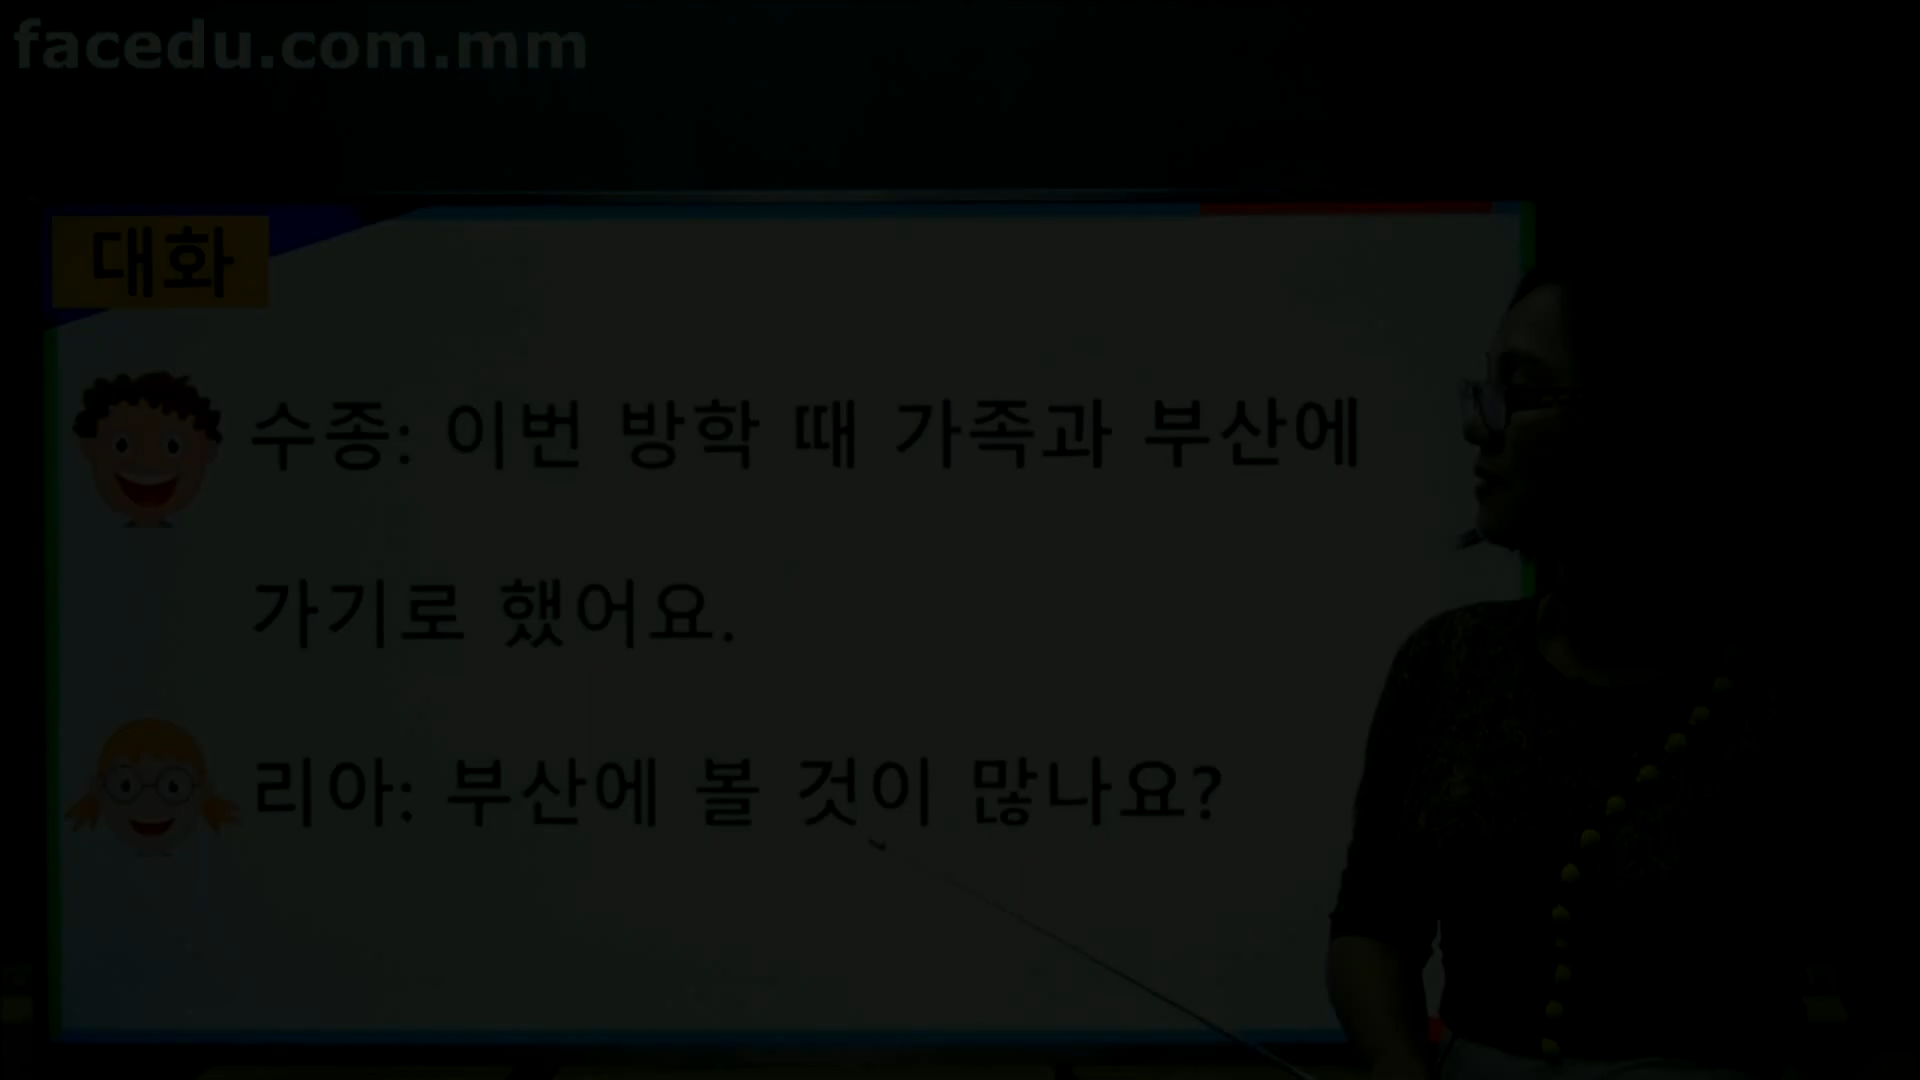 facedu.com.mm
대화
수종: 이번 방학 때 가족과 부산에
가기로 했어요.
리아: 부산에 볼 것이 많나요?